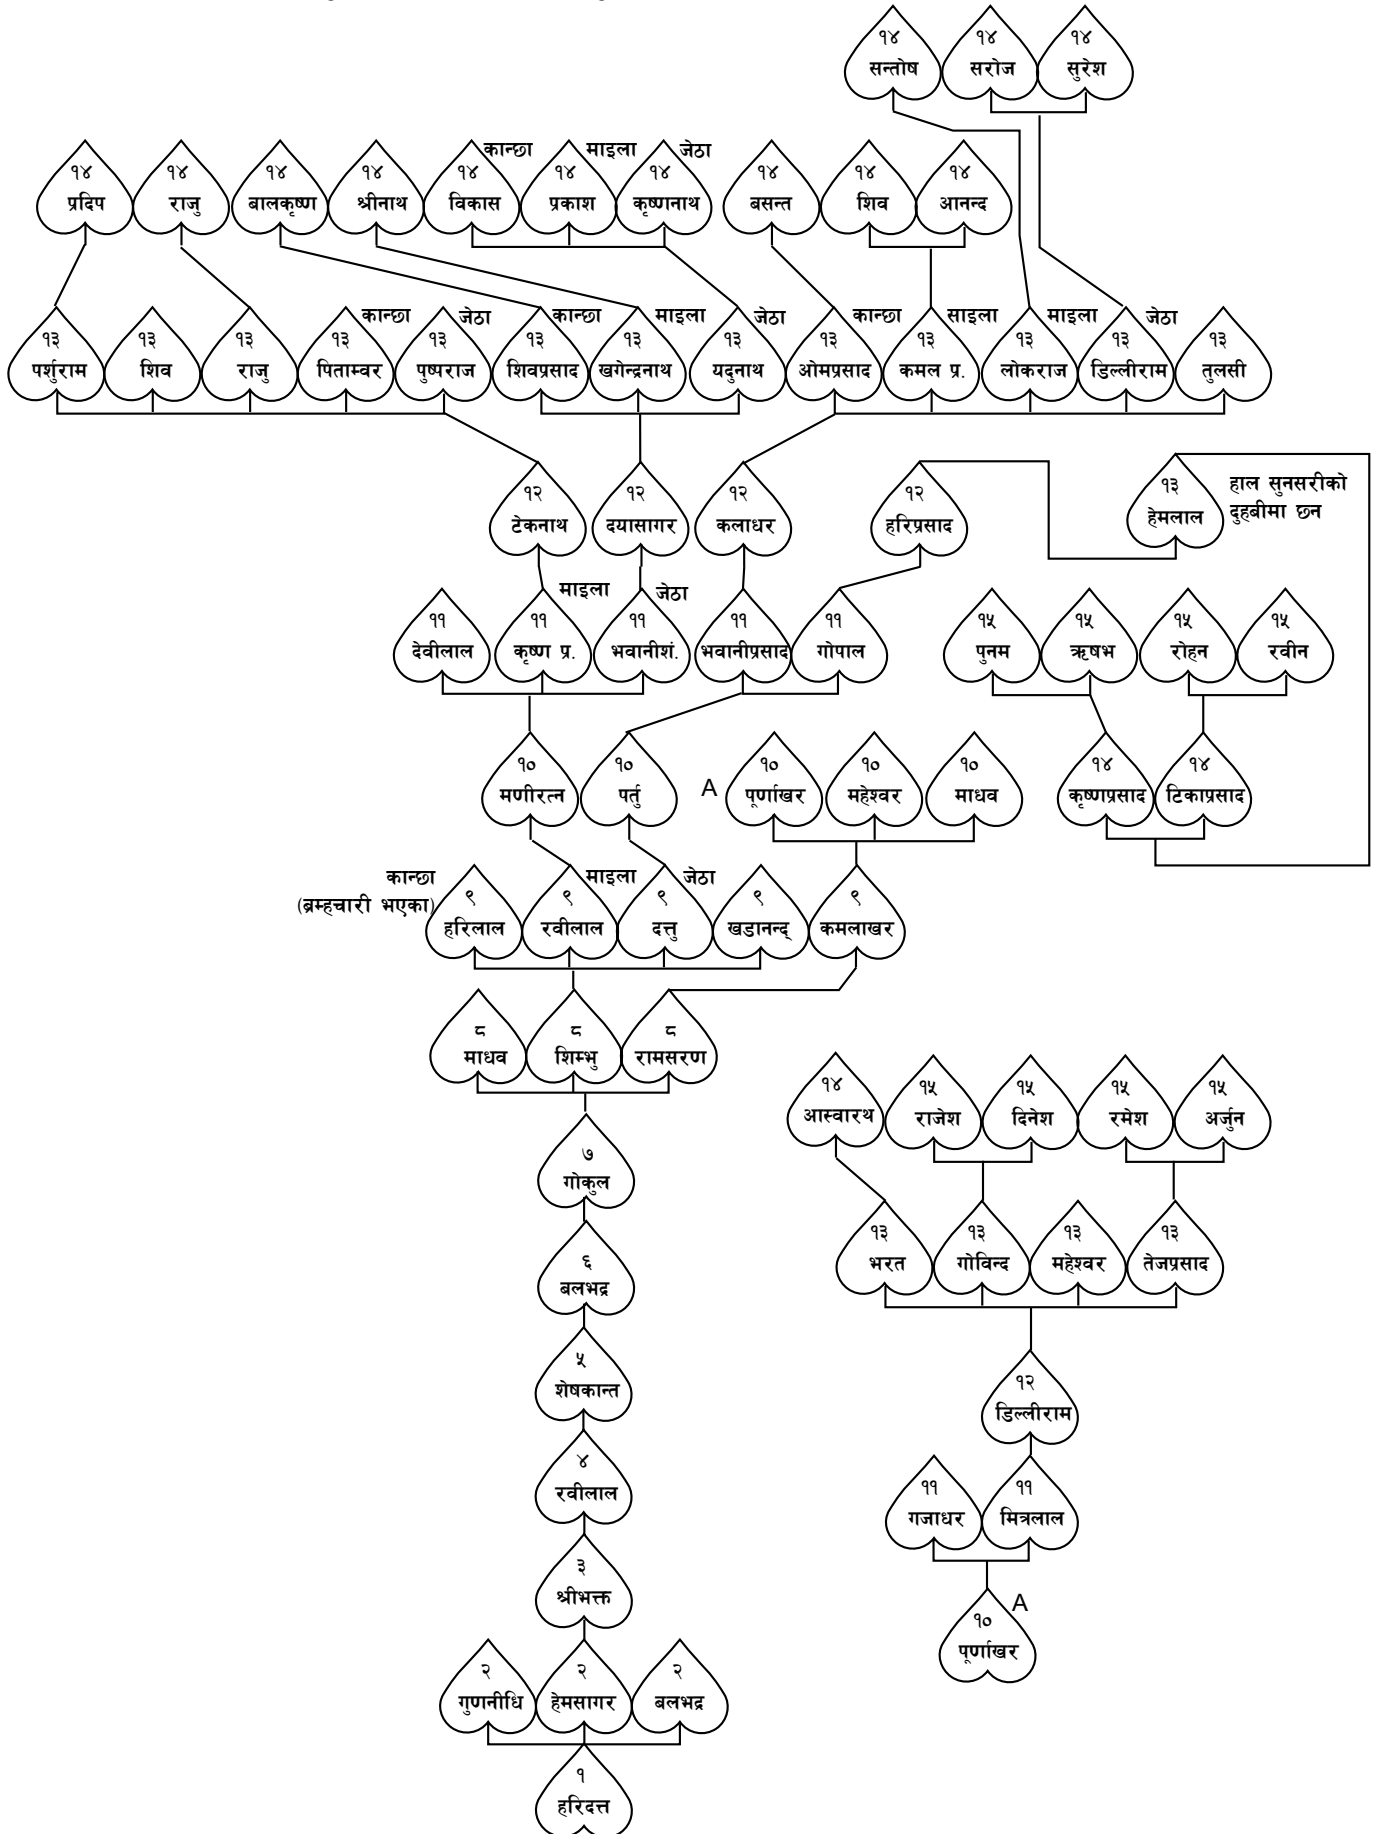 १४ १४ १४
सन्तोष सरोज सुरेश
कान्छा माइला जेठा
१४ १४ १४ १४ १४ १४ १४ १४ १४ १४
प्रदिप राजु बालकृष्ण श्रीनाथ विकास प्रकाश कृष्णनाथ बसन्त शिव आनन्द
कान्छा जेठा कान्छा माइला जेठा कान्छा साइला माइला जेठा
१३ १३ १३ १३ १३ १३ १३ १३ १३ १३ १३ १३ १३
पर्शुराम शिव राजु पिताम्वर पुष्पराज शिवप्रसाद खगेन्द्रनाथ यदुनाथ ओमप्रसाद कमल प्र. लोकराज डिल्लीराम तुलसी
१२ १२ १२ १२ १३ हाल सुनसरीको
टेकनाथ दयासागर कलाधर हरिप्रसाद हेमलाल दुहबीमा छन
माइला जेठा
११ ११ ११ ११ ११ १५ १५ १५ १५
देवीलाल कृष्ण प्र. भवानीशं. भवानीप्रसाद गोपाल पुनम ऋषभ रोहन रवीन
१० १० A १० १० १० १४ १४
मणीरत्न पर्तु पूर्णाखर महेश्वर माधव कृष्णप्रसाद टिकाप्रसाद
कान्छा माइला जेठा
(ब्रम्हचारी भएका) ९ ९ ९ ९ ९
हरिलाल रवीलाल दत्तु खडानन्द् कमलाखर
८ ८ ८
माधव शिम्भु रामसरण
१४ १५ १५ १५ १५
आस्वारथ राजेश दिनेश रमेश अर्जुन
७
गोकुल
१३ १३ १३ १३
भरत गोविन्द महेश्वर तेजप्रसाद
६
बलभद्र
५
शेषकान्त
१२
डिल्लीराम
४
रवीलाल
११ ११
गजाधर मित्रलाल
३
श्रीभक्त
A
१०
पूर्णाखर
२ २ २
गुणनीधि हेमसागर बलभद्र
१
हरिदत्त